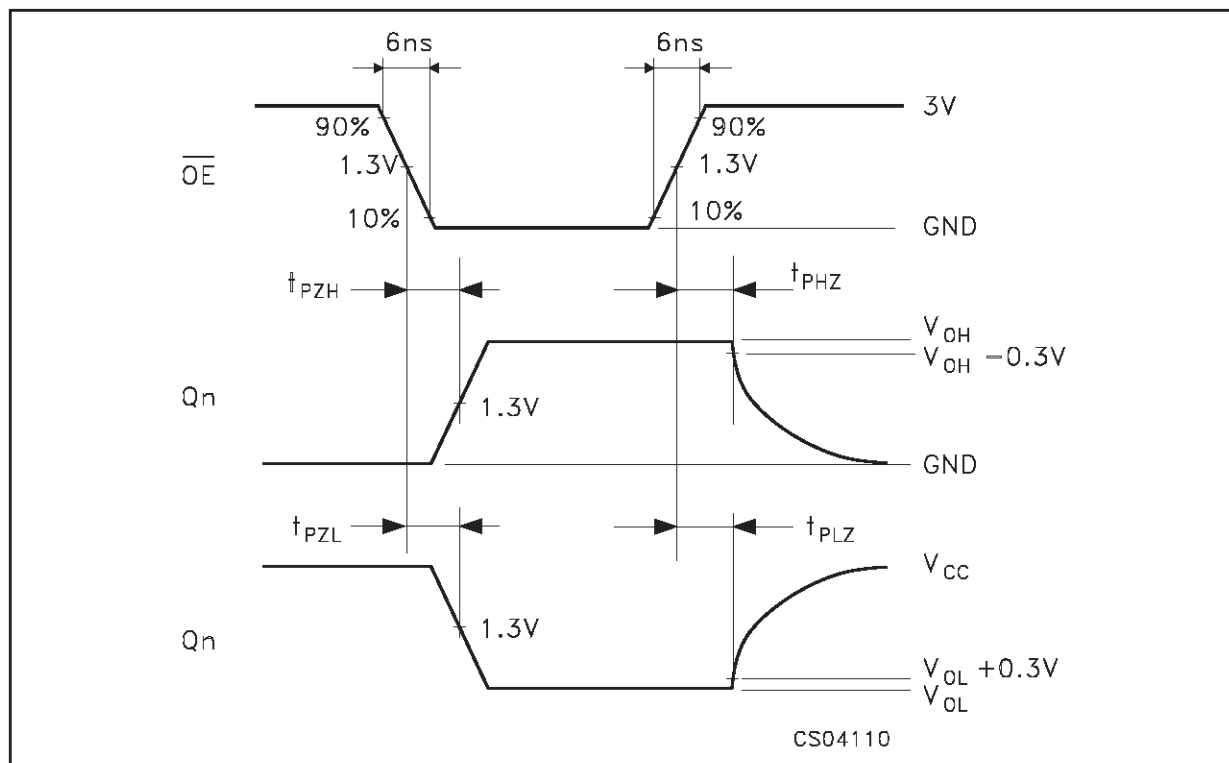 6ns 6ns
3V
90% 90%
OE 1.3V 1.3V
10% 10%
GND
tPZH tPHZ
VOH
VOH -0.3V
Qn 1.3V
GND
tPZL tPLZ
VCC
Qn 1.3V
VOL +0.3V
VOL
CS04110